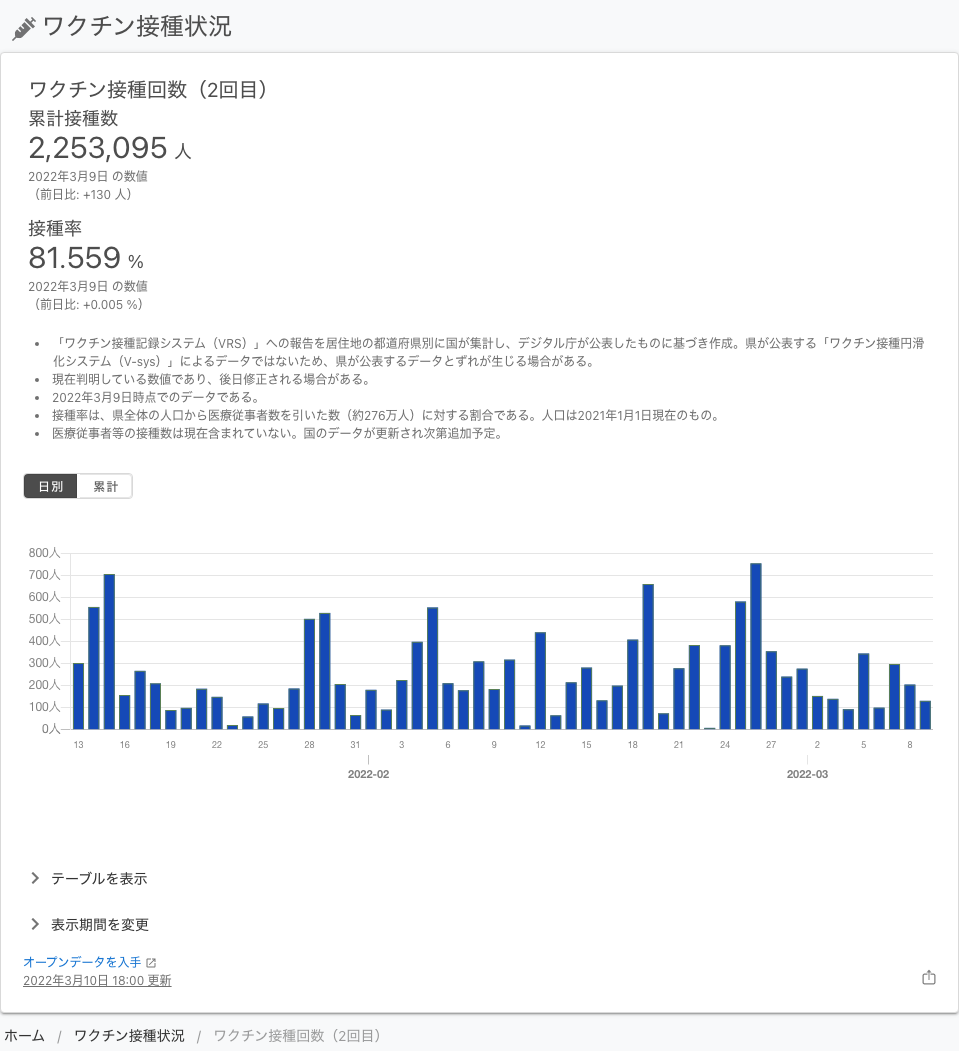 ワクチン接種状況
ワクチン接種回数（2回目）
累計接種数
2,253,095 人
2022年3月9日 の数値
（前日比: +130 人）
接種率
81.559 %
2022年3月9日 の数値
（前日比: +0.005 %）
「ワクチン接種記録システム（VRS）」への報告を居住地の都道府県別に国が集計し、デジタル庁が公表したものに基づき作成。県が公表する「ワクチン接種円滑
化システム（V-sys）」によるデータではないため、県が公表するデータとずれが生じる場合がある。
現在判明している数値であり、後日修正される場合がある。
2022年3月9日時点でのデータである。
接種率は、県全体の人口から医療従事者数を引いた数（約276万人）に対する割合である。人口は2021年1月1日現在のもの。
医療従事者等の接種数は現在含まれていない。国のデータが更新され次第追加予定。
日別 累計
800人
700人
600人
500人
400人
300人
200人
100人
0人
13 16 19 22 25 28 31 3 6 9 12 15 18 21 24 27 2 5 8
2022-02 2022-03
テーブルを表示
表示期間を変更
オープンデータを入手
2022年3月10日 18:00 更新
ホーム / ワクチン接種状況 / ワクチン接種回数（2回目）